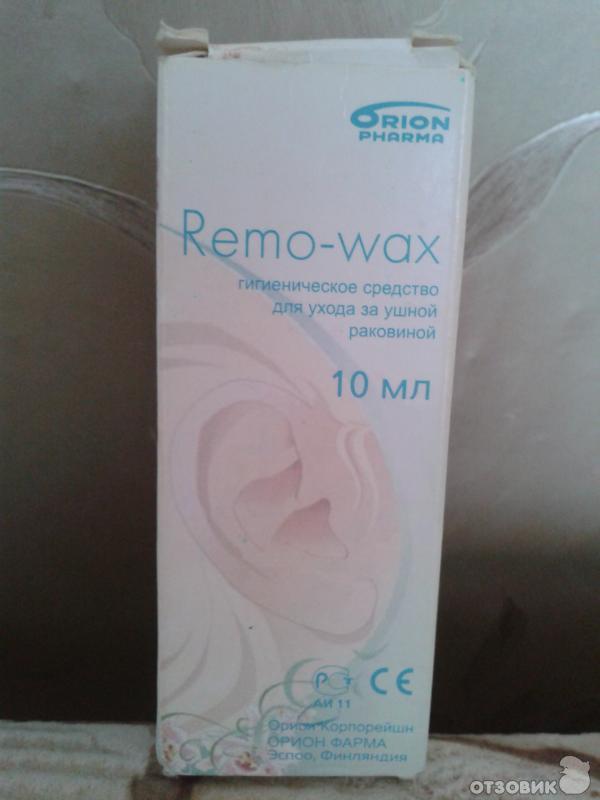 ORION
PHARMA
Remo-wax
гигиеническое средство
для ухода за ушной
раковиной
10 мл
РСТ CE
АИ 11
Орион Корпорейшн
ОРИОН ФАРМА
Эспоо, Финляндия
ОТЗОВИК